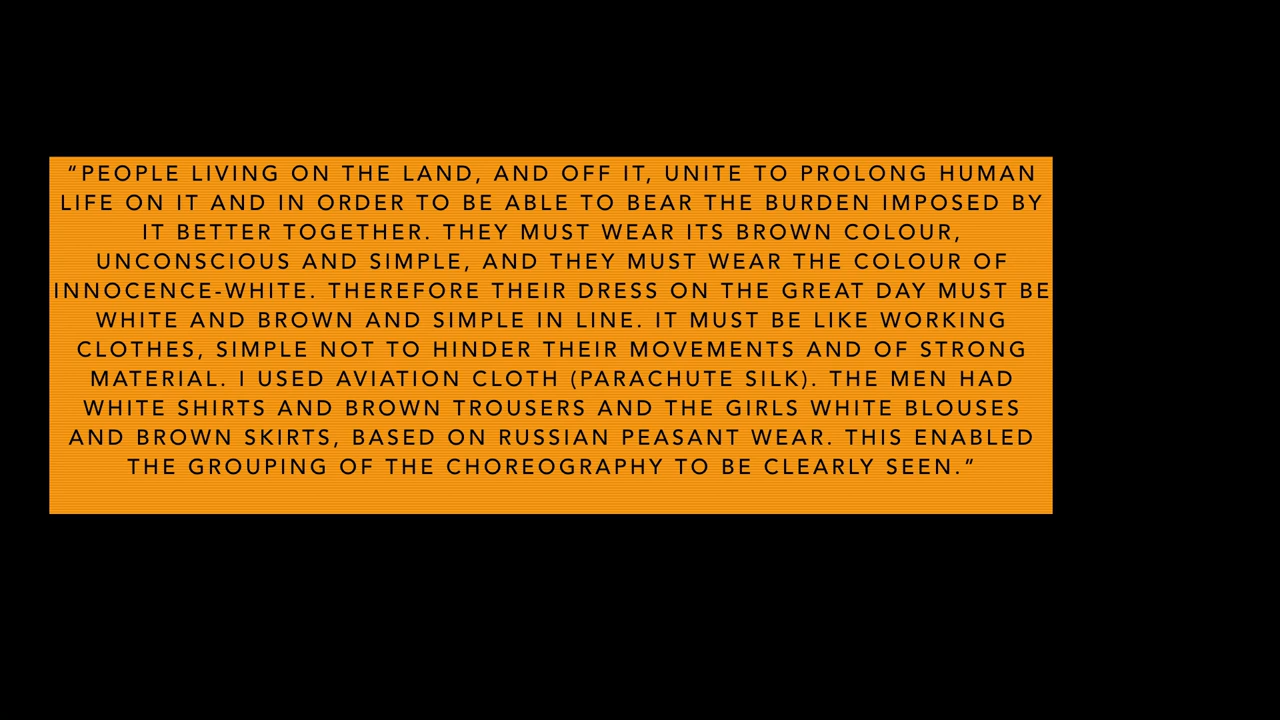 “PEOPLE LIVING ON THE LAND, AND OFF IT, UNITE TO PROLONG HUMAN
LIFE ON IT AND IN ORDER TO BE ABLE TO BEAR THE BURDEN IMPOSED BY
IT BETTER TOGETHER. THEY MUST WEAR ITS BROWN COLOUR,
UNCONSCIOUS AND SIMPLE, AND THEY MUST WEAR THE COLOUR OF
INNOCENCE-WHITE. THEREFORE THEIR DRESS ON THE GREAT DAY MUST BE
WHITE AND BROWN AND SIMPLE IN LINE. IT MUST BE LIKE WORKING
CLOTHES, SIMPLE NOT TO HINDER THEIR MOVEMENTS AND OF STRONG
MATERIAL. I USED AVIATION CLOTH (PARACHUTE SILK). THE MEN HAD
WHITE SHIRTS AND BROWN TROUSERS AND THE GIRLS WHITE BLOUSES
AND BROWN SKIRTS, BASED ON RUSSIAN PEASANT WEAR. THIS ENABLED
THE GROUPING OF THE CHOREOGRAPHY TO BE CLEARLY SEEN.”